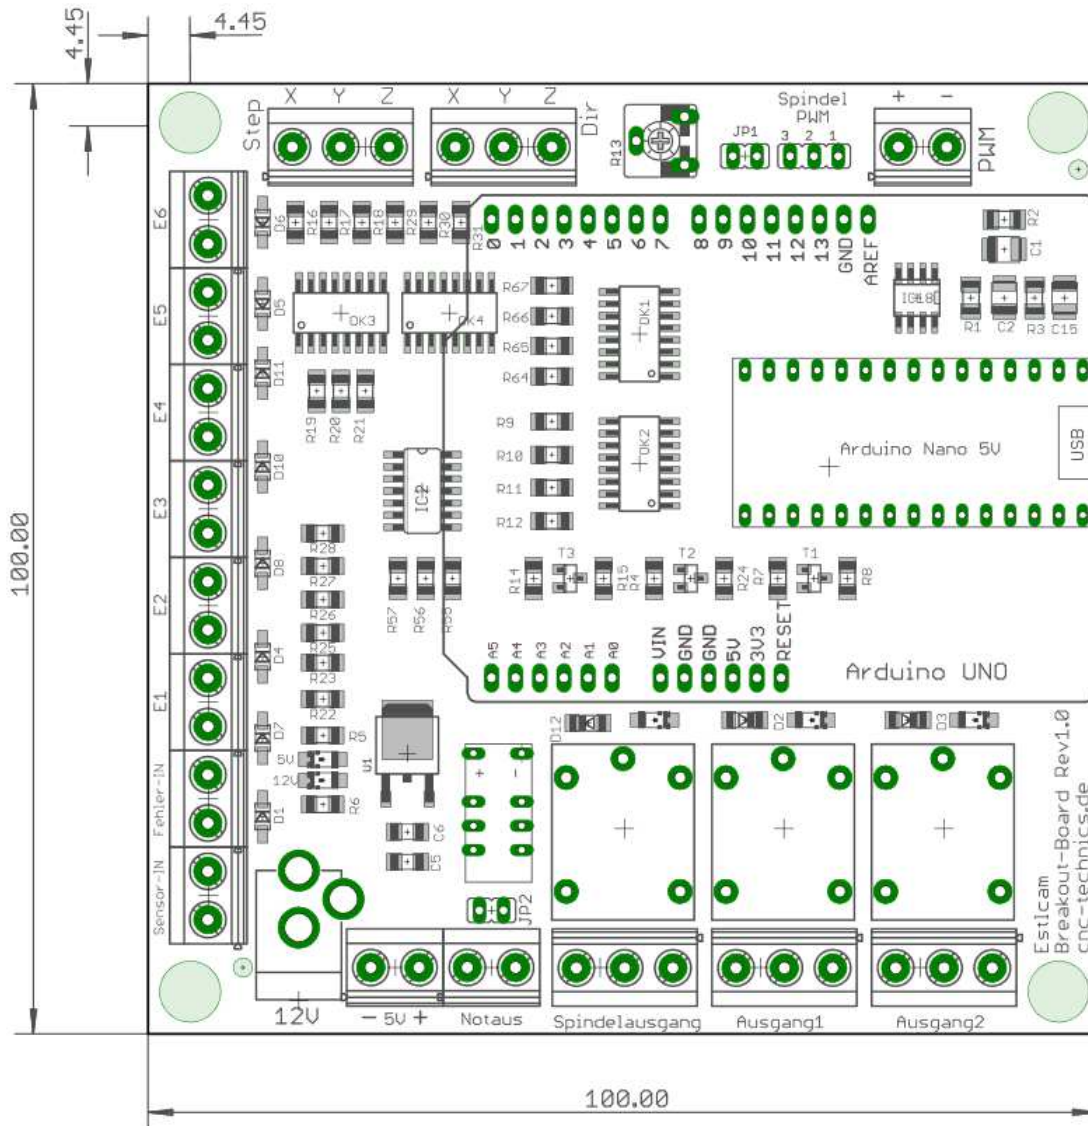 4.45
4.45
X Y Z
Step
X Y Z
Dir
R13
JP1
Spindel
PWM
3 2 1
+ -
PWM
E6
D6
R16
R17
R18
R29
R30
R31
0
1
2
3
4
5
6
7
8
9
10
11
12
13
GND
AREF
R2
C1
E5
D5
OK3
OK4
R67
R66
R65
R64
OK1
R1
C2
R3
C15
E4
D11
R19
R20
R21
R9
R10
R11
R12
OK2
Arduino Nano 5V
USB
E3
D10
IC2
100.00
E2
D8
R28
R27
R26
R25
R23
R22
R57
R56
R55
R14
T3
R15
R4
T2
R24
R7
T1
R8
D4
E1
A5
A4
A3
A2
A1
A0
VIN
GND
GND
5V
3V3
RESET
Arduino UNO
D7
R5
5V
12V
R6
U1
+ -
D12
D2
D3
Fehler-IN
D1
C6
C5
Sensor-IN
JP2
Estlcam
Breakout-Board Rev1.0
cnc-technics.de
12V
- 5V +
Notaus
Spindelausgang
Ausgang1
Ausgang2
100.00